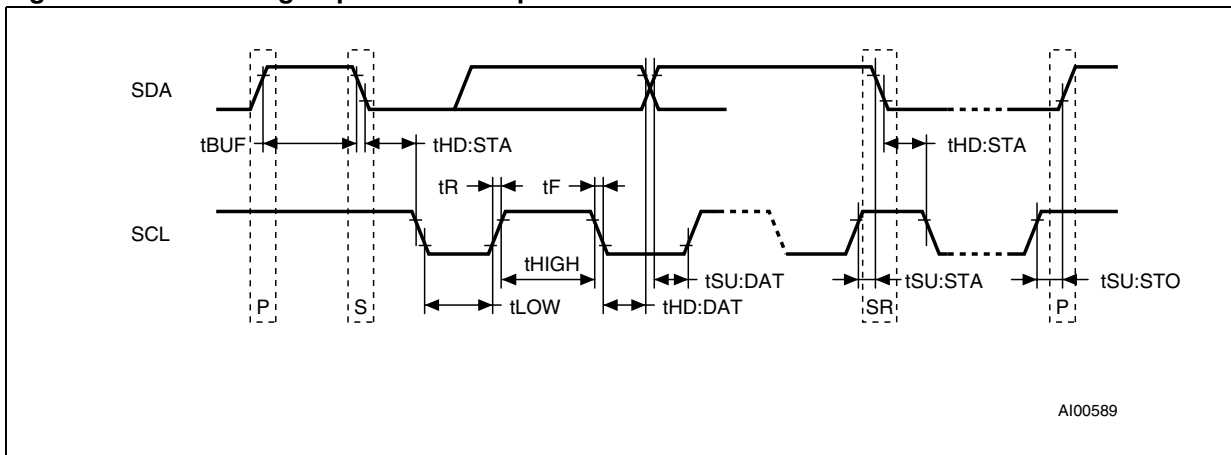 SDA
tBUF
tHD:STA
tHD:STA
tR
tF
SCL
tHIGH
tSU:DAT
tSU:STA
tSU:STO
P
S
tLOW
tHD:DAT
SR
P
AI00589